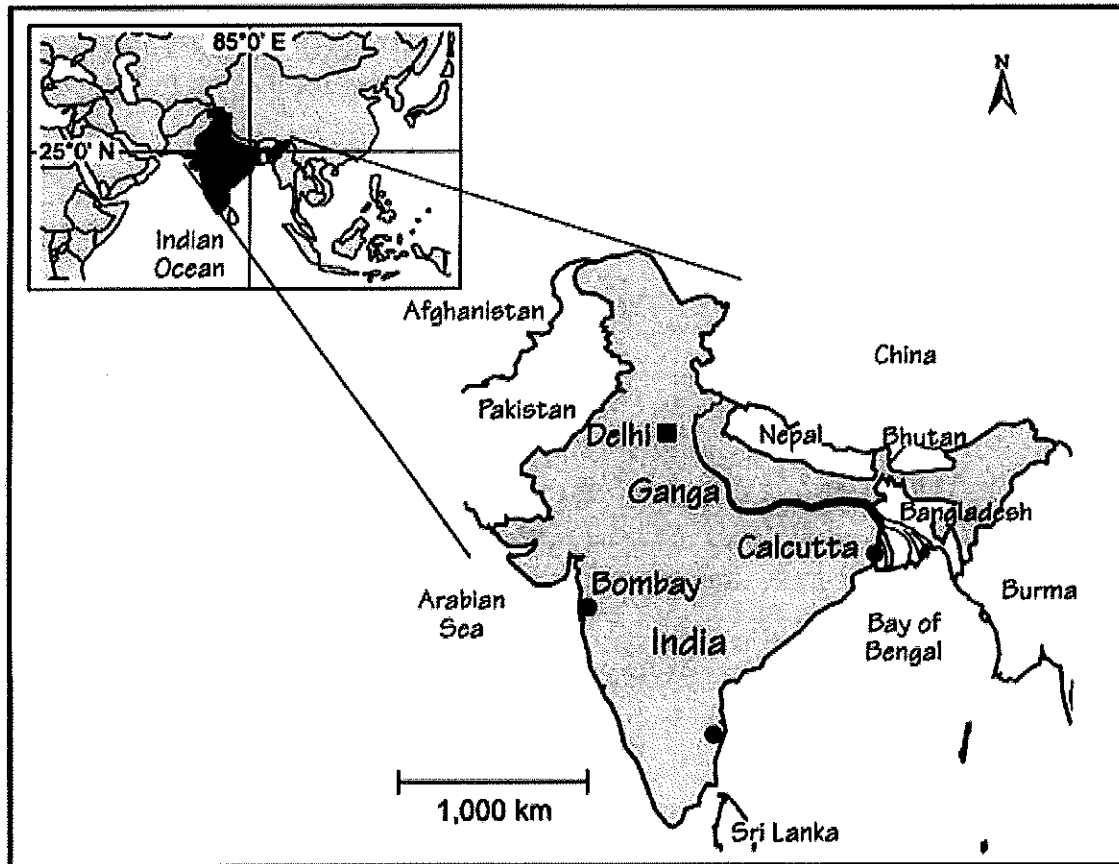 85°0' E
25°0' N
Indian
Ocean
N
Afghanistan
China
Pakistan
Delhi
Nepal
Bhutan
Ganga
Bangladesh
Calcutta
Arabian
Sea
Bombay
Burma
India
Bay of
Bengal
1,000 km
Sri Lanka